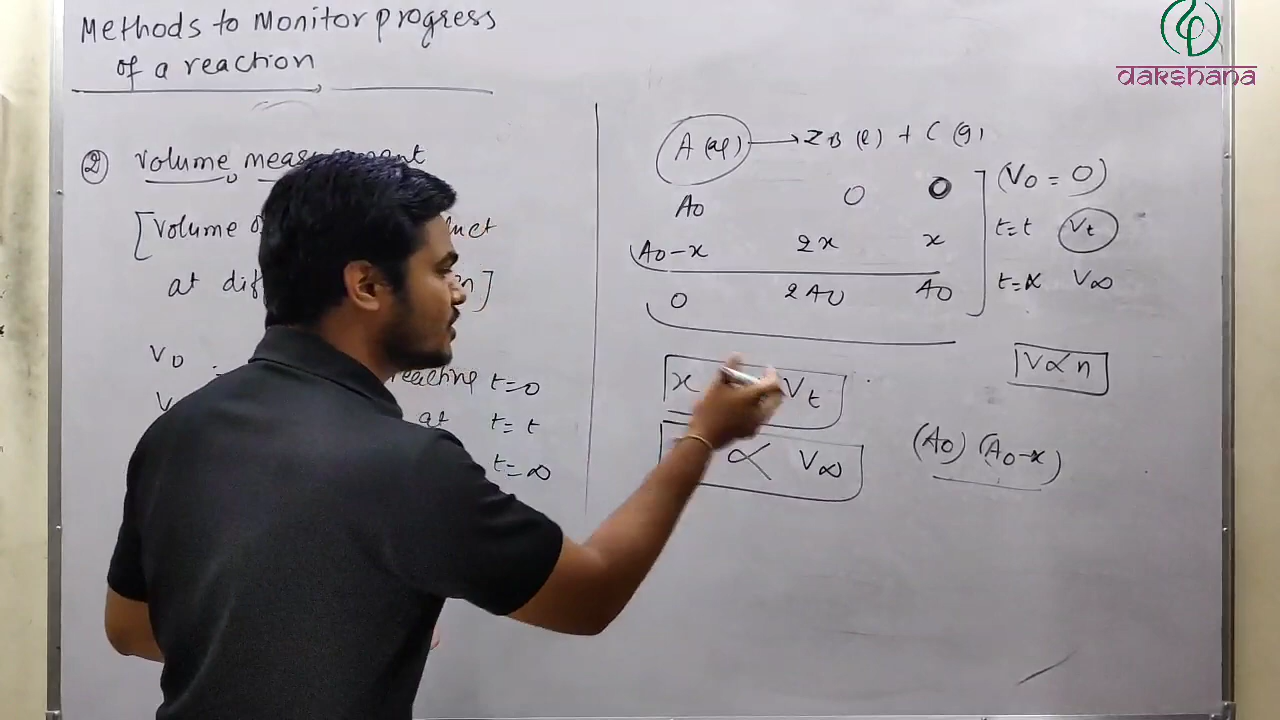 Methods to Monitor progress
of a reaction
dakshana
② Volume measurement
[Volume
at
V0 t=0
at t=t
t=∞
A(aq) → 2B(l) + C(g)
A0 0 0 (V0 = 0)
A0-x 2x x t=t Vt
0 2A0 A0 t=∞ V∞
x Vt
∝ V∞
V∝n
(A0) (A0-x)